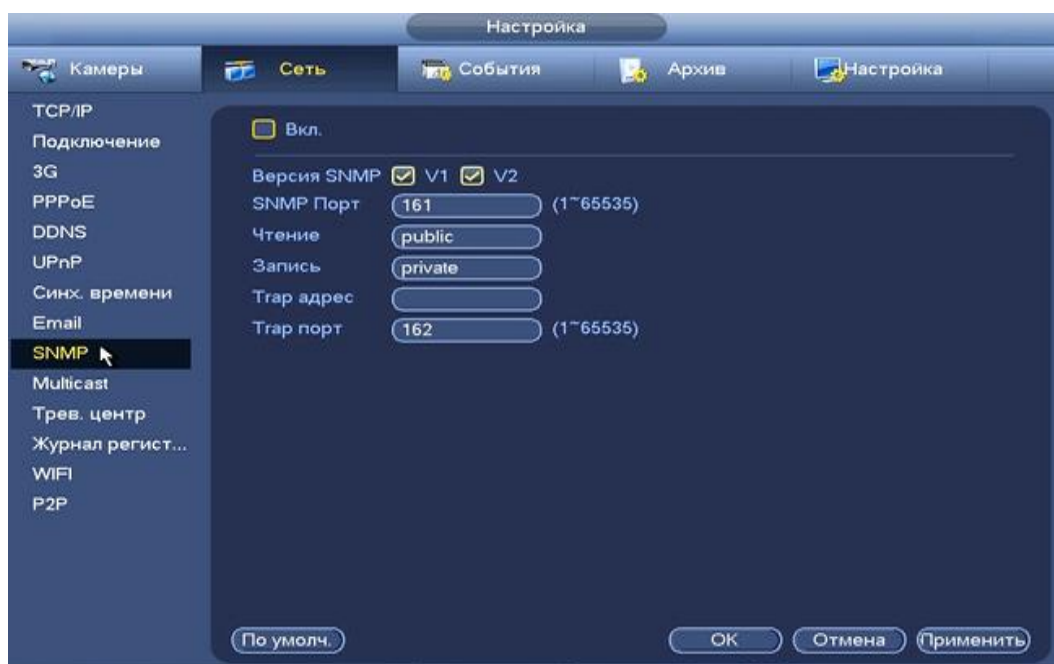 Настройка
Камеры
Сеть
События
Архив
Настройка
TCP/IP
Подключение
3G
PPPoE
DDNS
UPnP
Синх. времени
Email
SNMP
Multicast
Трев. центр
Журнал регист...
WIFI
P2P
Вкл.
Версия SNMP V1 V2
SNMP Порт 161 (1~65535)
Чтение public
Запись private
Trap адрес
Trap порт 162 (1~65535)
По умолч. OK Отмена Применить